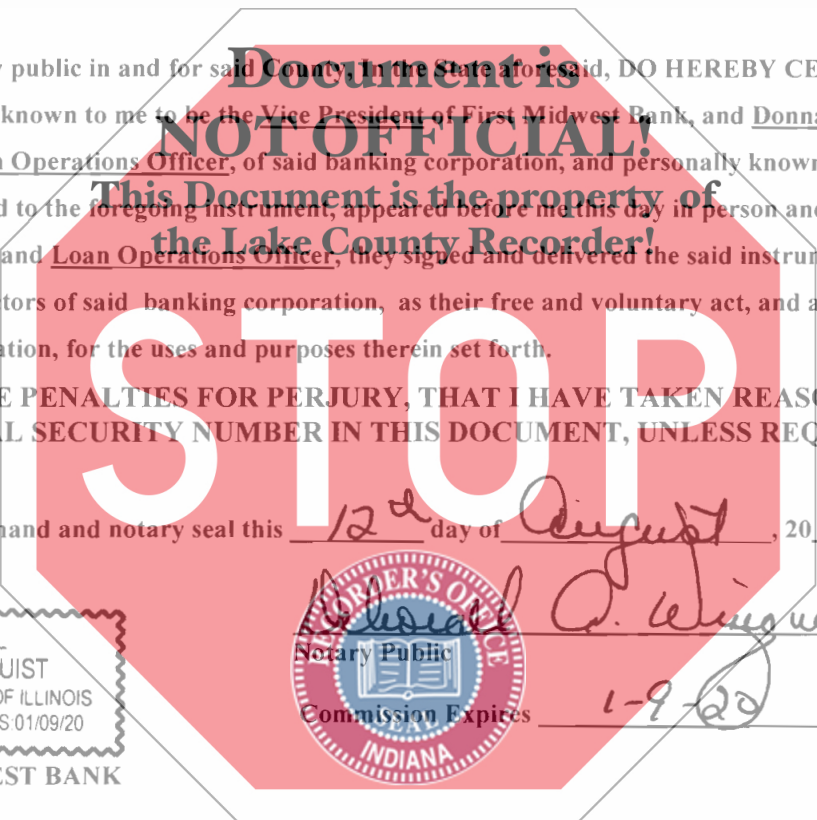 y public in and for said County, in the State aforesaid, DO HEREBY CE
Document is
known to me to be the Vice President of First Midwest Bank, and Donna
NOT OFFICIAL!
n Operations Officer, of said banking corporation, and personally known
This Document is the property of
d to the foregoing instrument, appeared before me this day in person and
the Lake County Recorder!
and Loan Operations Officer, they signed and delivered the said instrum
tors of said banking corporation, as their free and voluntary act, and a
ation, for the uses and purposes therein set forth.
STOP
E PENALTIES FOR PERJURY, THAT I HAVE TAKEN REASO
AL SECURITY NUMBER IN THIS DOCUMENT, UNLESS REQ
hand and notary seal this 12th day of August, 20
RECORDER'S OFFICE
Deborah A. Winqu
Notary Public
UIST
OF ILLINOIS
S:01/09/20
Commission Expires 1-9-20
SEAL
INDIANA
EST BANK